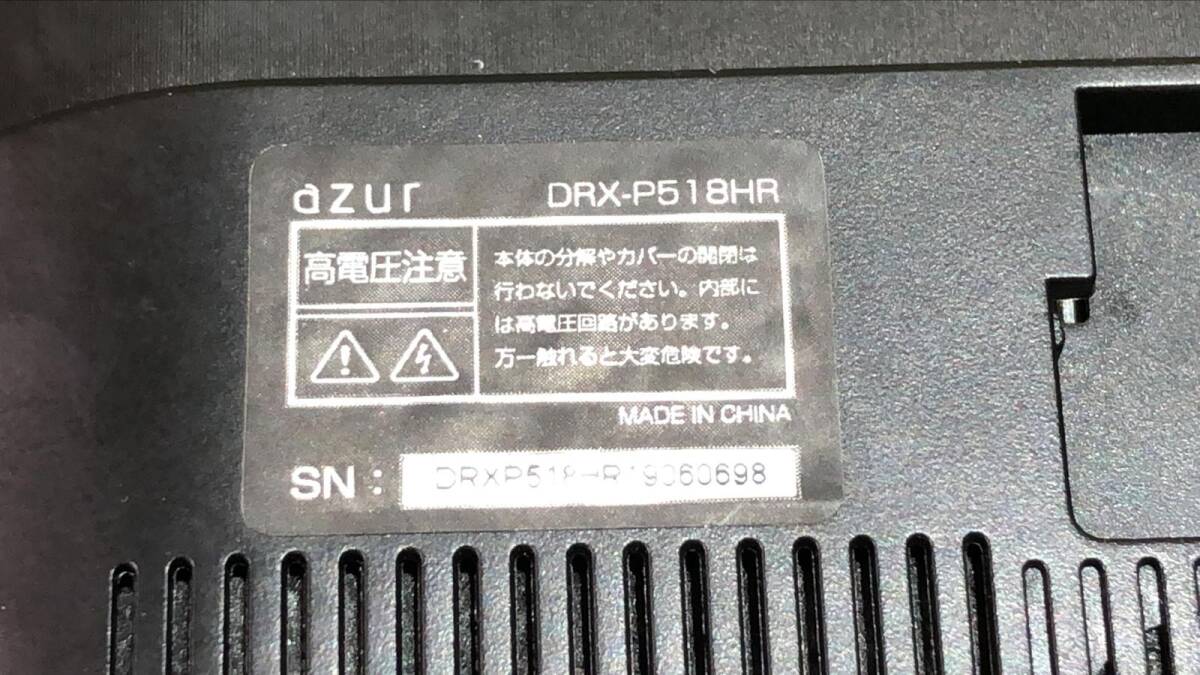 azur DRX-P518HR
高電圧注意
本体の分解やカバーの開閉は
行わないでください。内部に
は高電圧回路があります。
万一触れると大変危険です。
MADE IN CHINA
SN: DRXP518HR19060698